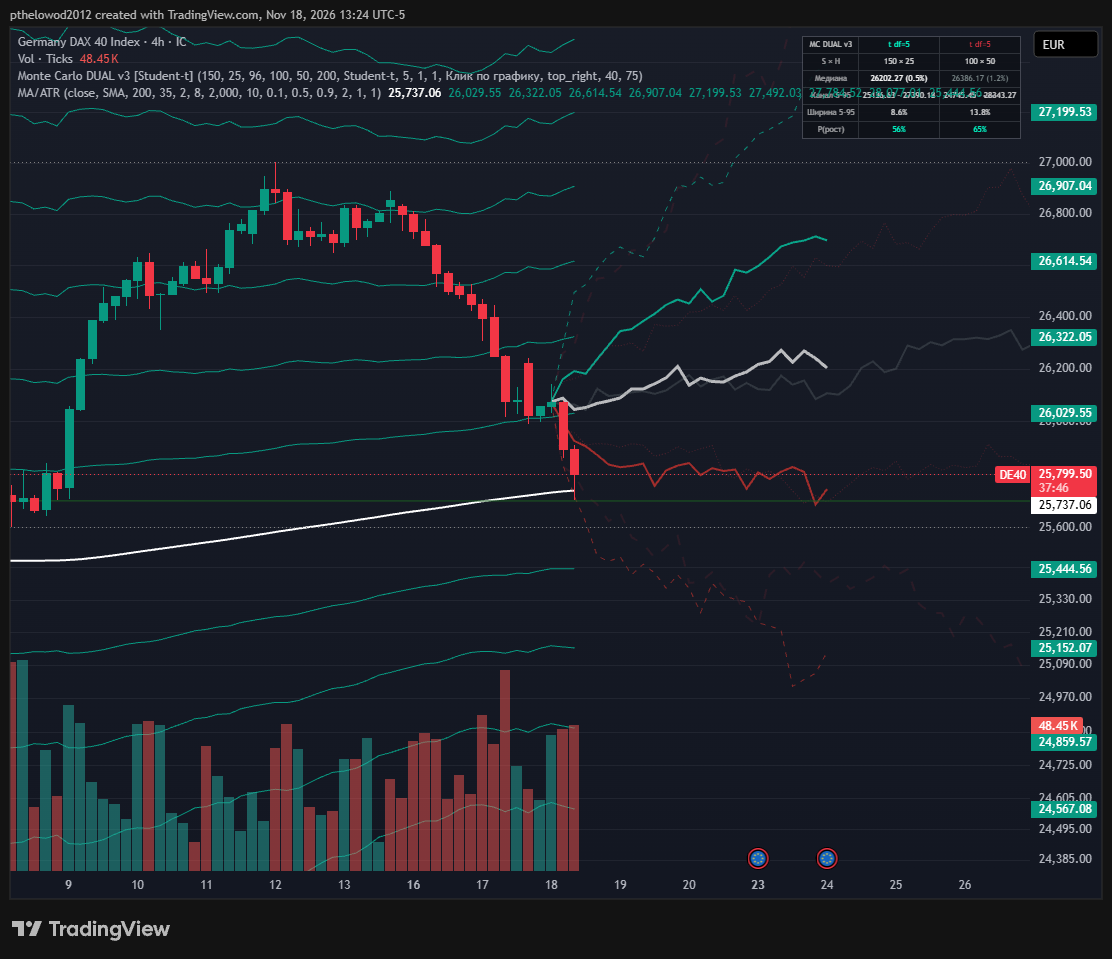 pthelowod2012 created with TradingView.com, Nov 18, 2026 13:24 UTC-5
Germany DAX 40 Index · 4h · IC
Vol · Ticks 48.45K
Monte Carlo DUAL v3 [Student-t] (150, 25, 96, 100, 50, 200, Student-t, 5, 1, 1, Клик по графику, top_right, 40, 75)
MA/ATR (close, SMA, 200, 35, 2, 8, 2,000, 10, 0.1, 0.5, 0.9, 2, 1, 1) 25,737.06 26,029.55 26,322.05 26,614.54 26,907.04 27,199.53 27,492.03
MC DUAL v3 t df=5 t df=5
S × H 150 × 25 100 × 50
Медиана 26202.27 (0.5%) 26386.17 (1.2%)
Канал 5-95
Ширина 5-95 8.6% 13.8%
P(рост) 56% 65%
EUR
27,199.53
27,000.00
26,907.04
26,800.00
26,614.54
26,400.00
26,322.05
26,200.00
26,029.55
DE40 25,799.50
37:46
25,737.06
25,600.00
25,444.56
25,330.00
25,210.00
25,152.07
25,090.00
24,970.00
48.45K
24,859.57
24,725.00
24,605.00
24,567.08
24,495.00
24,385.00
9 10 11 12 13 16 17 18 19 20 23 24 25 26
TradingView